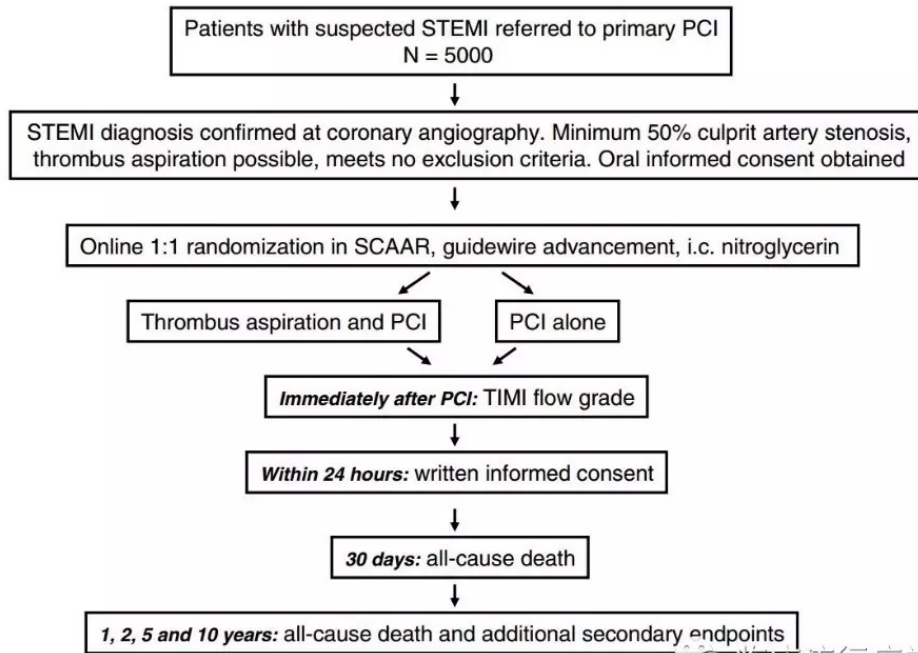 Patients with suspected STEMI referred to primary PCI
N = 5000
STEMI diagnosis confirmed at coronary angiography. Minimum 50% culprit artery stenosis,
thrombus aspiration possible, meets no exclusion criteria. Oral informed consent obtained
Online 1:1 randomization in SCAAR, guidewire advancement, i.c. nitroglycerin
Thrombus aspiration and PCI
PCI alone
Immediately after PCI: TIMI flow grade
Within 24 hours: written informed consent
30 days: all-cause death
1, 2, 5 and 10 years: all-cause death and additional secondary endpoints